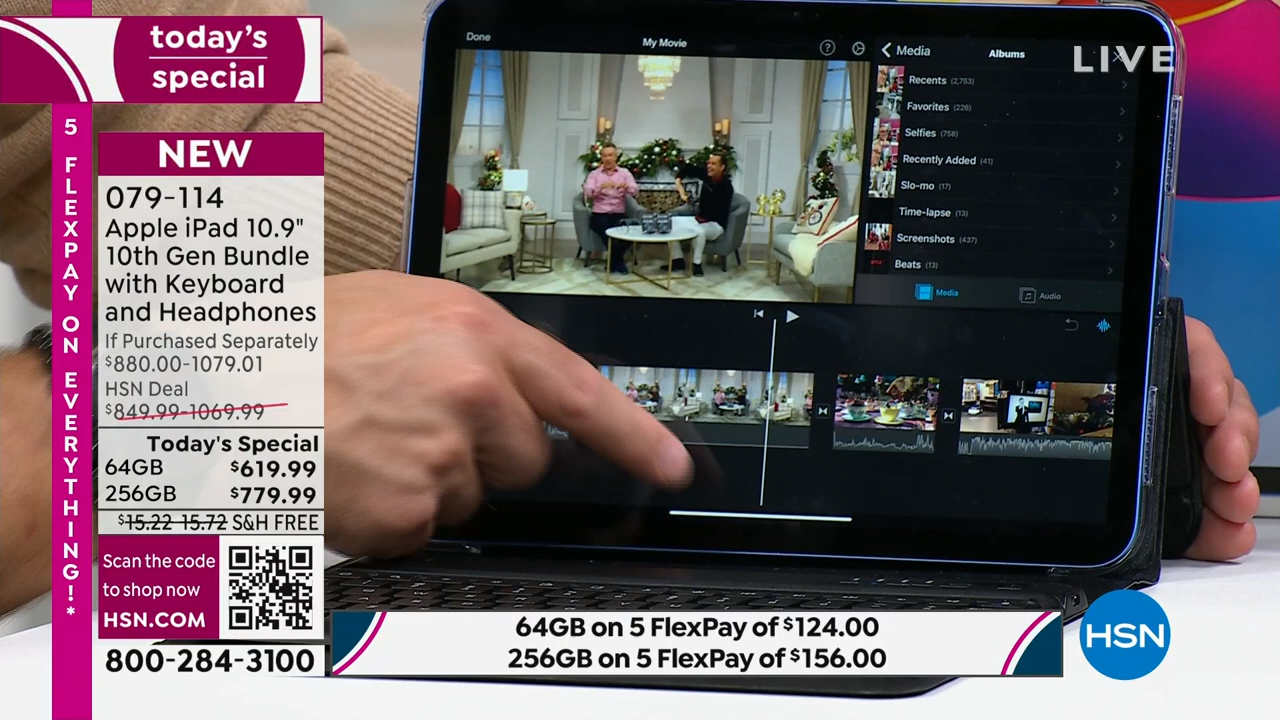 today's
special
5 FLEXPAY ON EVERYTHING!*
NEW
079-114
Apple iPad 10.9"
10th Gen Bundle
with Keyboard
and Headphones
If Purchased Separately
$880.00-1079.01
HSN Deal
$849.99-1069.99
Today's Special
64GB $619.99
256GB $779.99
$15.22-15.72 S&H FREE
Scan the code
to shop now
HSN.COM
800-284-3100
Done
My Movie
?
Media
Albums
LIVE
Recents (2,753)
Favorites (226)
Selfies (758)
Recently Added (41)
Slo-mo (17)
Time-lapse (13)
Screenshots (437)
Beats (13)
Media
Audio
64GB on 5 FlexPay of $124.00
256GB on 5 FlexPay of $156.00
HSN